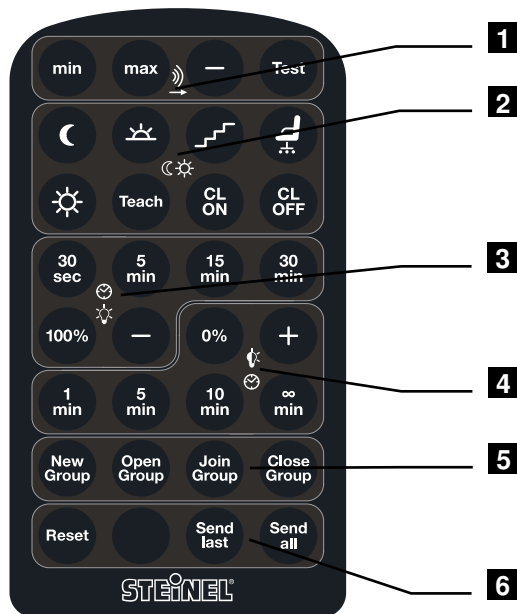 min max — Test
1
2
Teach CL ON CL OFF
30 sec 5 min 15 min 30 min
3
100% — 0% +
4
1 min 5 min 10 min ∞ min
New Group Open Group Join Group Close Group
5
Reset Send last Send all
6
STEINEL®